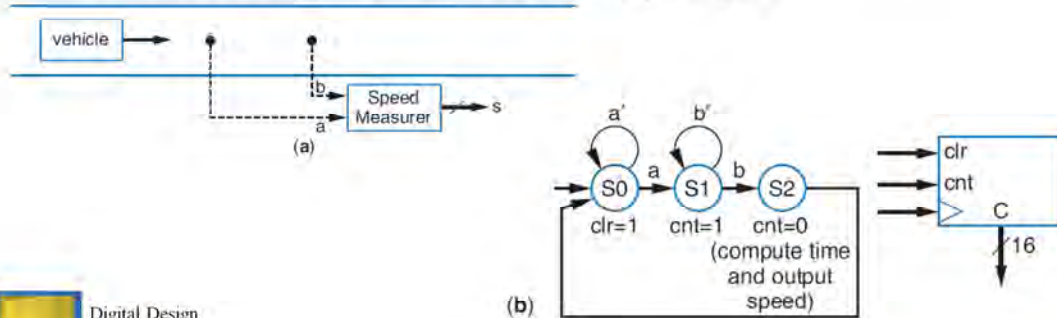 vehicle
b
Speed
Measurer
s
a
(a)
a'
b'
S0
a
S1
b
S2
clr=1
cnt=1
cnt=0
(compute time
and output
speed)
(b)
clr
cnt
C
16
Digital Design